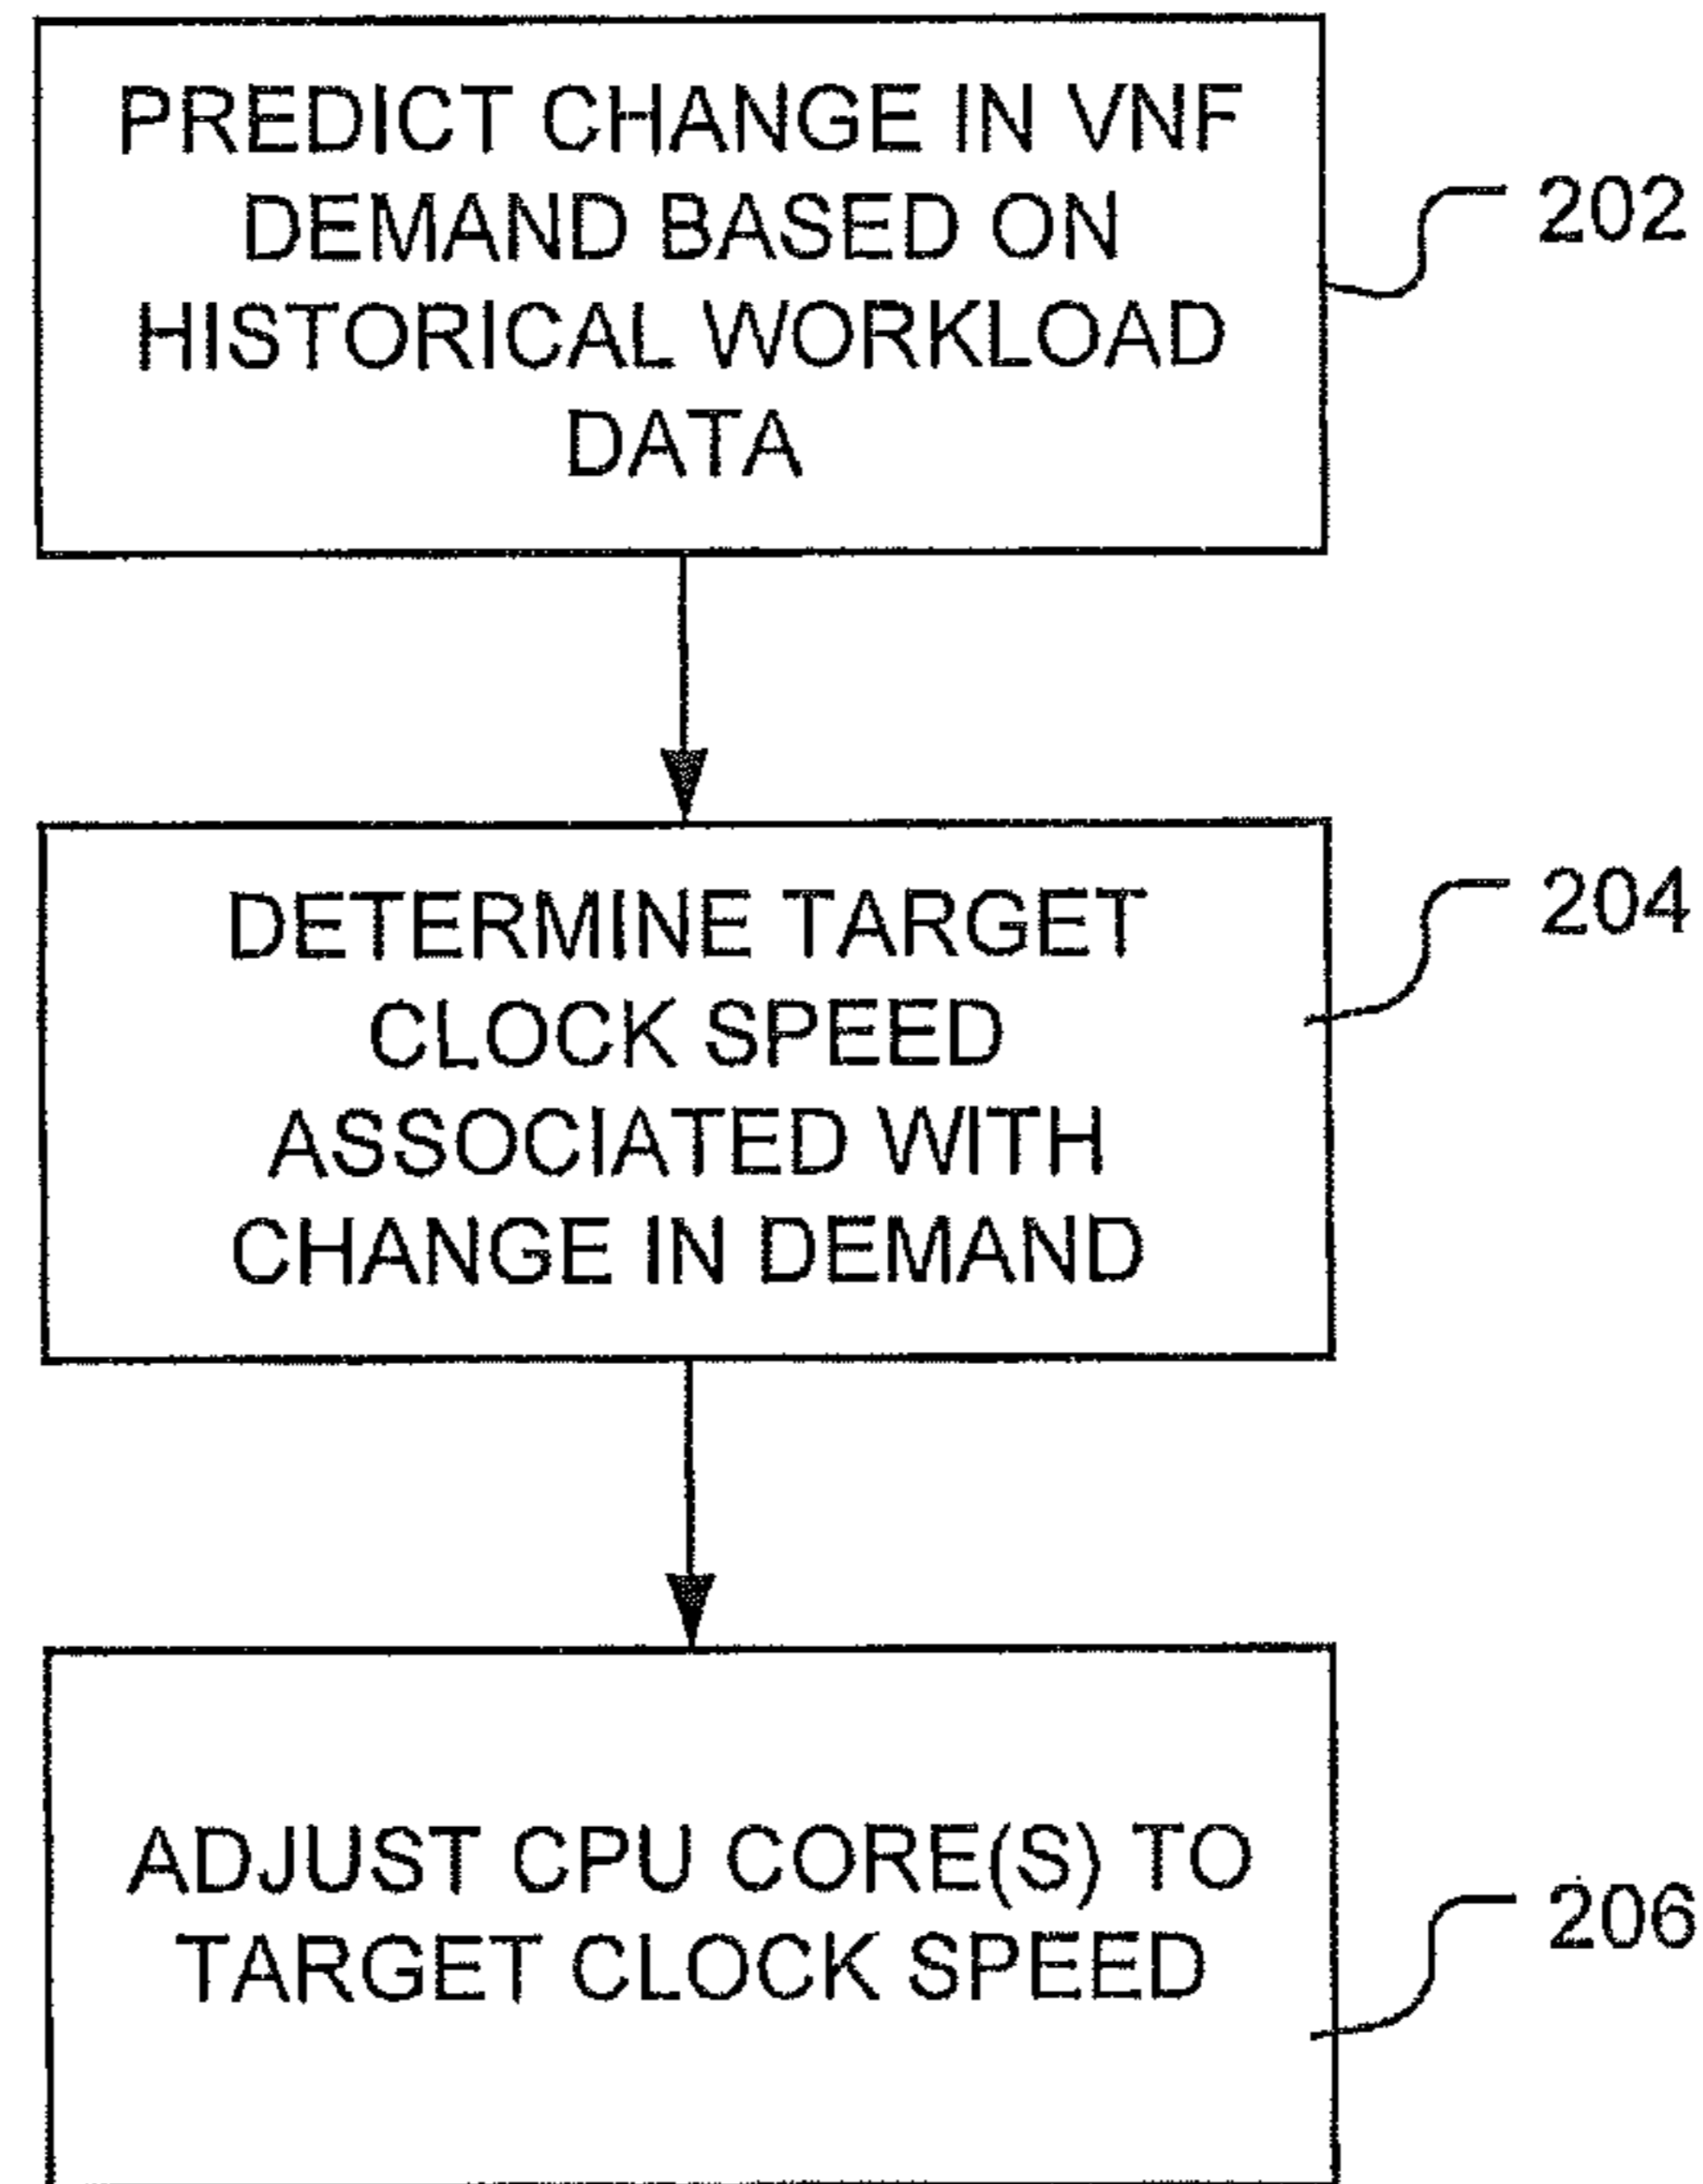 PREDICT CHANGE IN VNF
DEMAND BASED ON
HISTORICAL WORKLOAD
DATA
202
DETERMINE TARGET
CLOCK SPEED
ASSOCIATED WITH
CHANGE IN DEMAND
204
ADJUST CPU CORE(S) TO
TARGET CLOCK SPEED
206